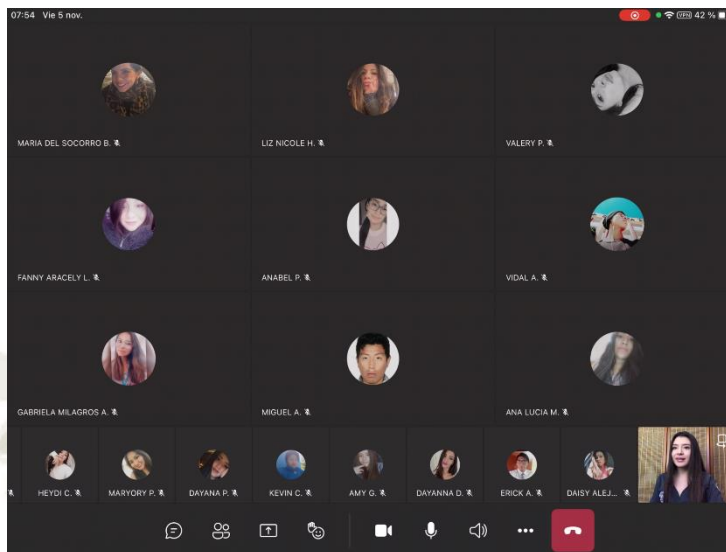 07:54 Vie 5 nov.
VPN 42 %
MARIA DEL SOCORRO B.
LIZ NICOLE H.
VALERY P.
FANNY ARACELY L.
ANABEL P.
VIDAL A.
GABRIELA MILAGROS A.
MIGUEL A.
ANA LUCIA M.
HEYDI C.
MARYORY P.
DAYANA P.
KEVIN C.
AMY G.
DAYANNA D.
ERICK A.
DAISY ALEJ...